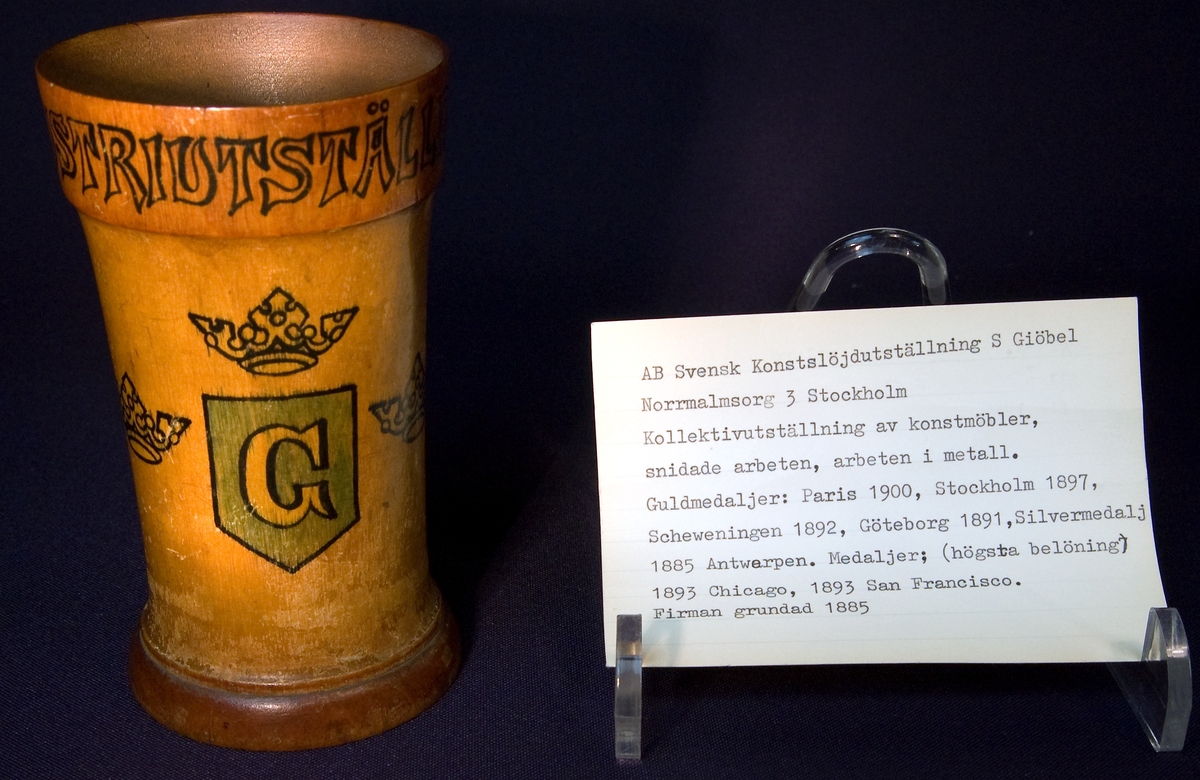 STRIUTSTÄLL
G
AB Svensk Konstslöjdutställning S Giöbel
Norrmalmsorg 3 Stockholm
Kollektivutställning av konstmöbler,
snidade arbeten, arbeten i metall.
Guldmedaljer: Paris 1900, Stockholm 1897,
Scheweningen 1892, Göteborg 1891,Silvermedalj
1885 Antwerpen. Medaljer; (högsta belöning)
1893 Chicago, 1893 San Francisco.
Firman grundad 1885